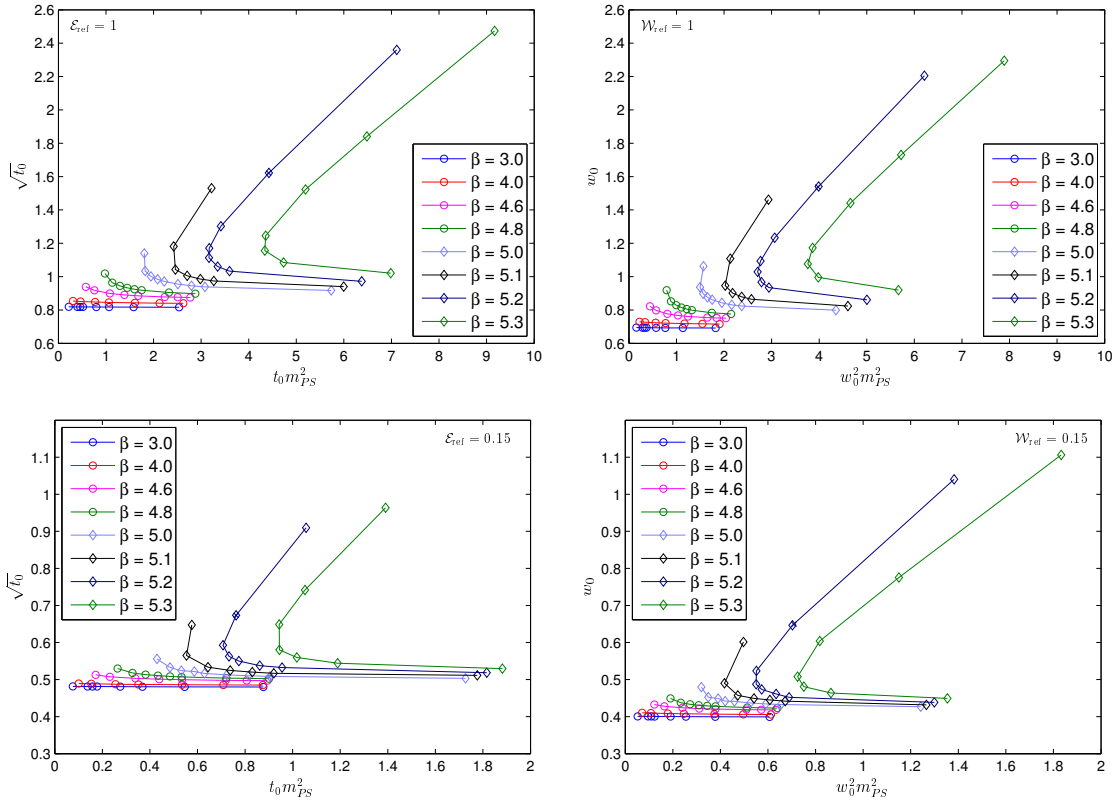 2.6
2.4
2.2
2
1.8
1.6
1.4
1.2
1
0.8
0.6
√t₀
ℰref = 1
β = 3.0
β = 4.0
β = 4.6
β = 4.8
β = 5.0
β = 5.1
β = 5.2
β = 5.3
0 1 2 3 4 5 6 7 8 9 10
t₀m²PS
2.6
2.4
2.2
2
1.8
1.6
1.4
1.2
1
0.8
0.6
w₀
𝒲ref = 1
β = 3.0
β = 4.0
β = 4.6
β = 4.8
β = 5.0
β = 5.1
β = 5.2
β = 5.3
0 1 2 3 4 5 6 7 8 9 10
w₀²m²PS
1.1
1
0.9
0.8
0.7
0.6
0.5
0.4
0.3
√t₀
β = 3.0
β = 4.0
β = 4.6
β = 4.8
β = 5.0
β = 5.1
β = 5.2
β = 5.3
ℰref = 0.15
0 0.2 0.4 0.6 0.8 1 1.2 1.4 1.6 1.8 2
t₀m²PS
1.1
1
0.9
0.8
0.7
0.6
0.5
0.4
0.3
w₀
β = 3.0
β = 4.0
β = 4.6
β = 4.8
β = 5.0
β = 5.1
β = 5.2
β = 5.3
𝒲ref = 0.15
0 0.2 0.4 0.6 0.8 1 1.2 1.4 1.6 1.8 2
w₀²m²PS